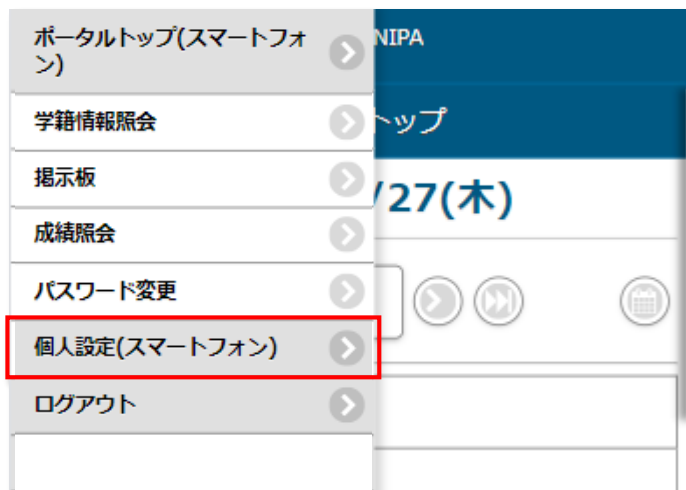 ポータルトップ(スマートフォ
ン)
NIPA
学籍情報照会
トップ
掲示板
/27(木)
成績照会
パスワード変更
個人設定(スマートフォン)
ログアウト